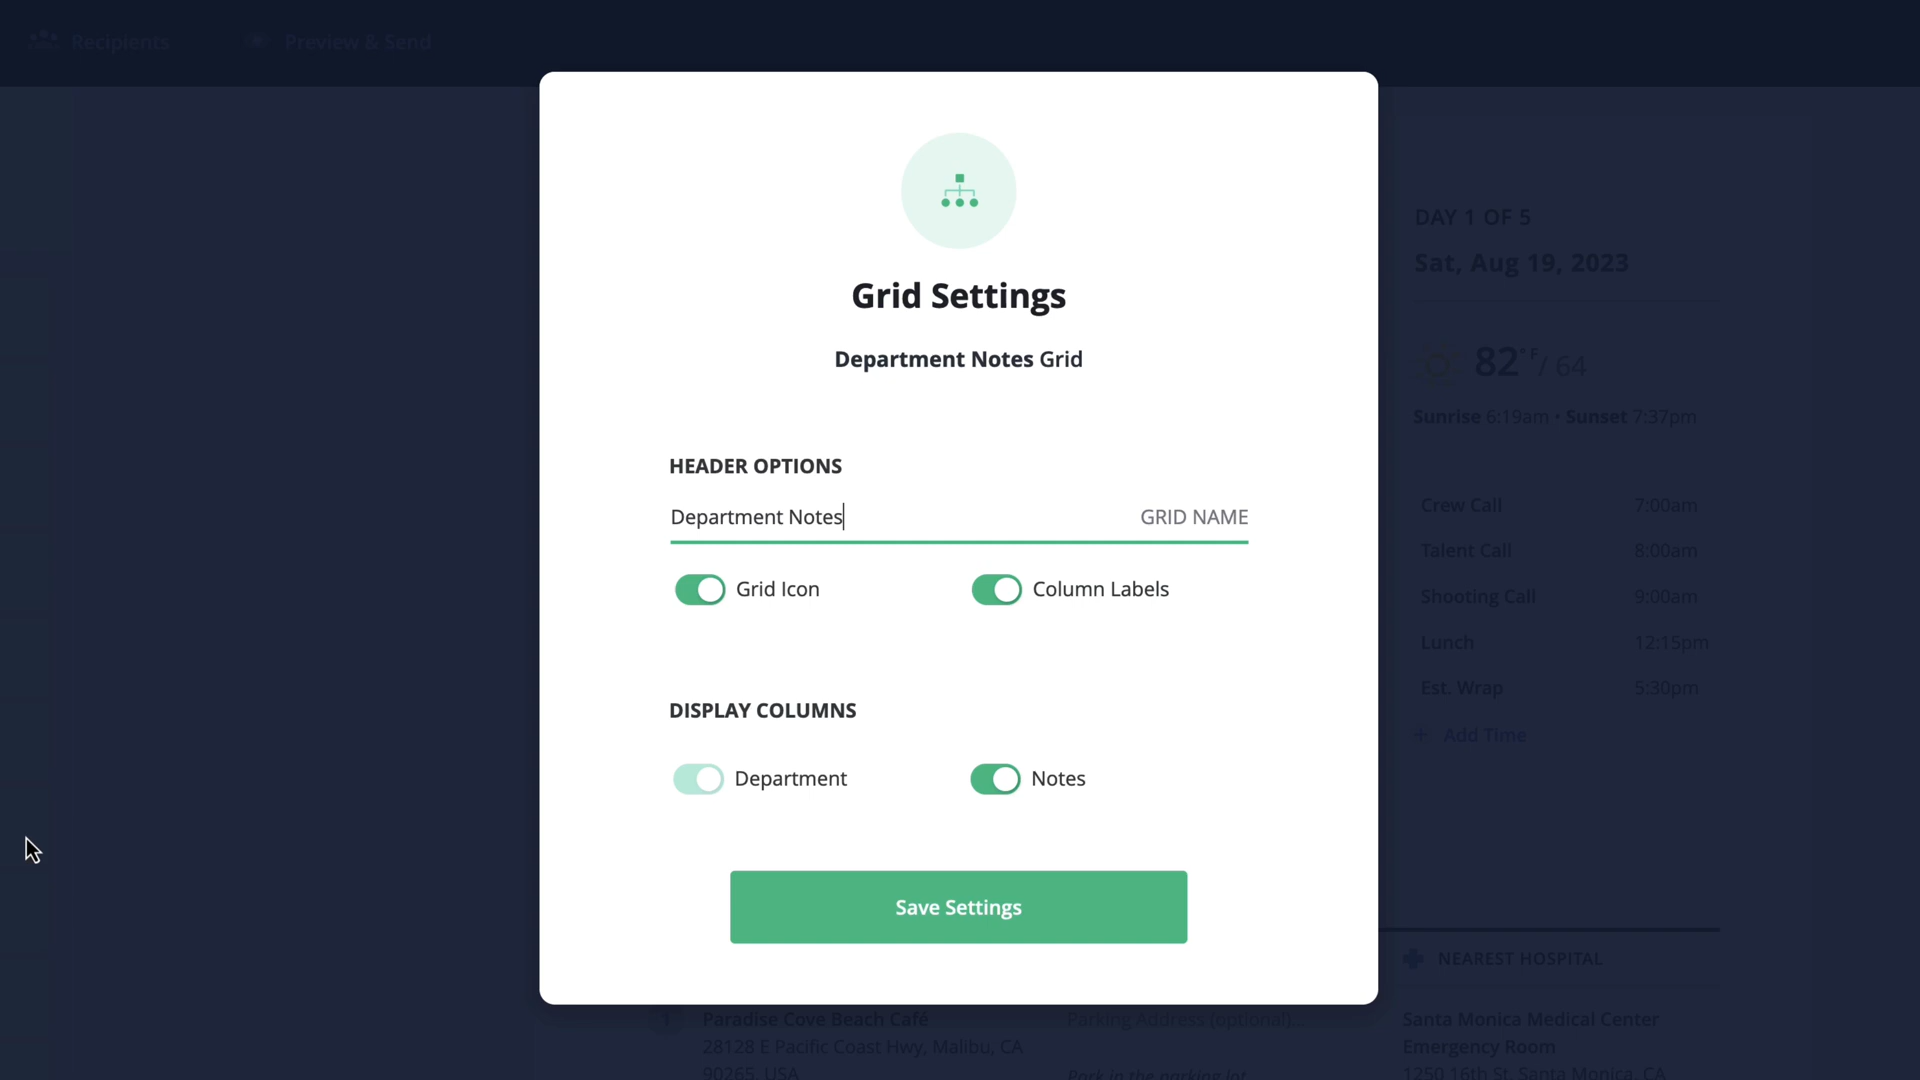 Recipients
Preview & Send
Grid Settings
Department Notes Grid
HEADER OPTIONS
Department Notes
GRID NAME
Grid Icon
Column Labels
DISPLAY COLUMNS
Department
Notes
Save Settings
DAY 1 OF 5
Sat, Aug 19, 2023
82°F/ 64
Sunrise 6:19am • Sunset 7:37pm
Crew Call 7:00am
Talent Call 8:00am
Shooting Call 9:00am
Lunch 12:15pm
Est. Wrap 5:30pm
+ Add Time
NEAREST HOSPITAL
1
Paradise Cove Beach Café
28128 E Pacific Coast Hwy, Malibu, CA
90265, USA
Parking Address (optional)...
Park in the parking lot
Santa Monica Medical Center
Emergency Room
1250 16th St, Santa Monica, CA